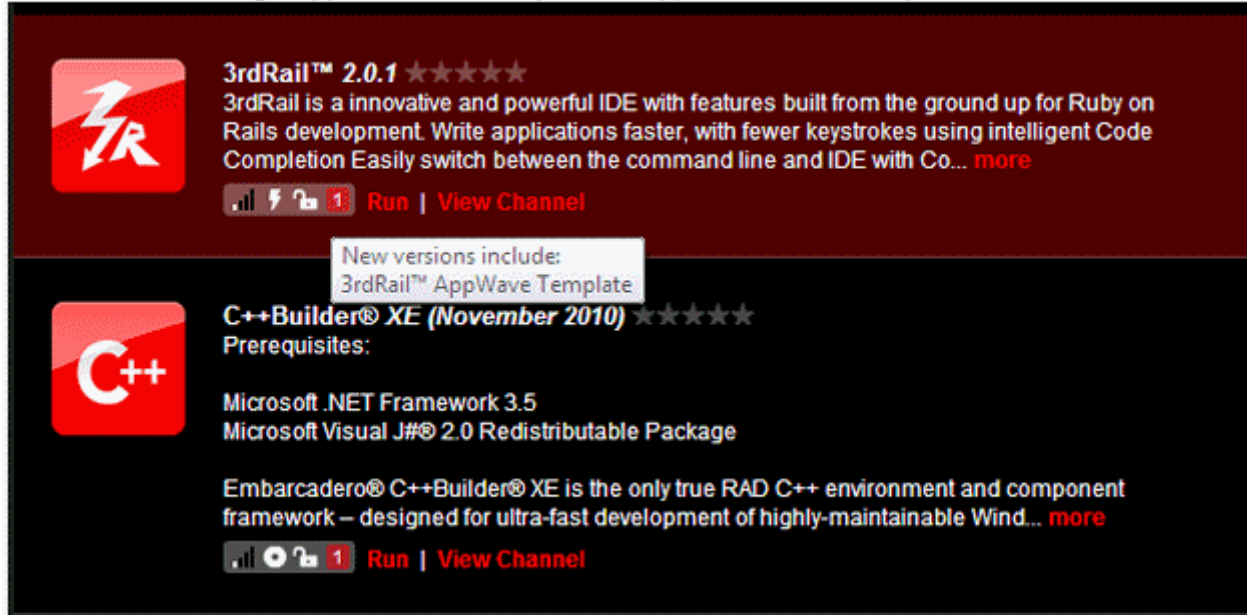 3rdRail™ 2.0.1
3rdRail is a innovative and powerful IDE with features built from the ground up for Ruby on
Rails development. Write applications faster, with fewer keystrokes using intelligent Code
Completion Easily switch between the command line and IDE with Co... more
1 Run | View Channel
New versions include:
3rdRail™ AppWave Template
C++
C++Builder® XE (November 2010)
Prerequisites:
Microsoft .NET Framework 3.5
Microsoft Visual J#® 2.0 Redistributable Package
Embarcadero® C++Builder® XE is the only true RAD C++ environment and component
framework – designed for ultra-fast development of highly-maintainable Wind... more
1 Run | View Channel